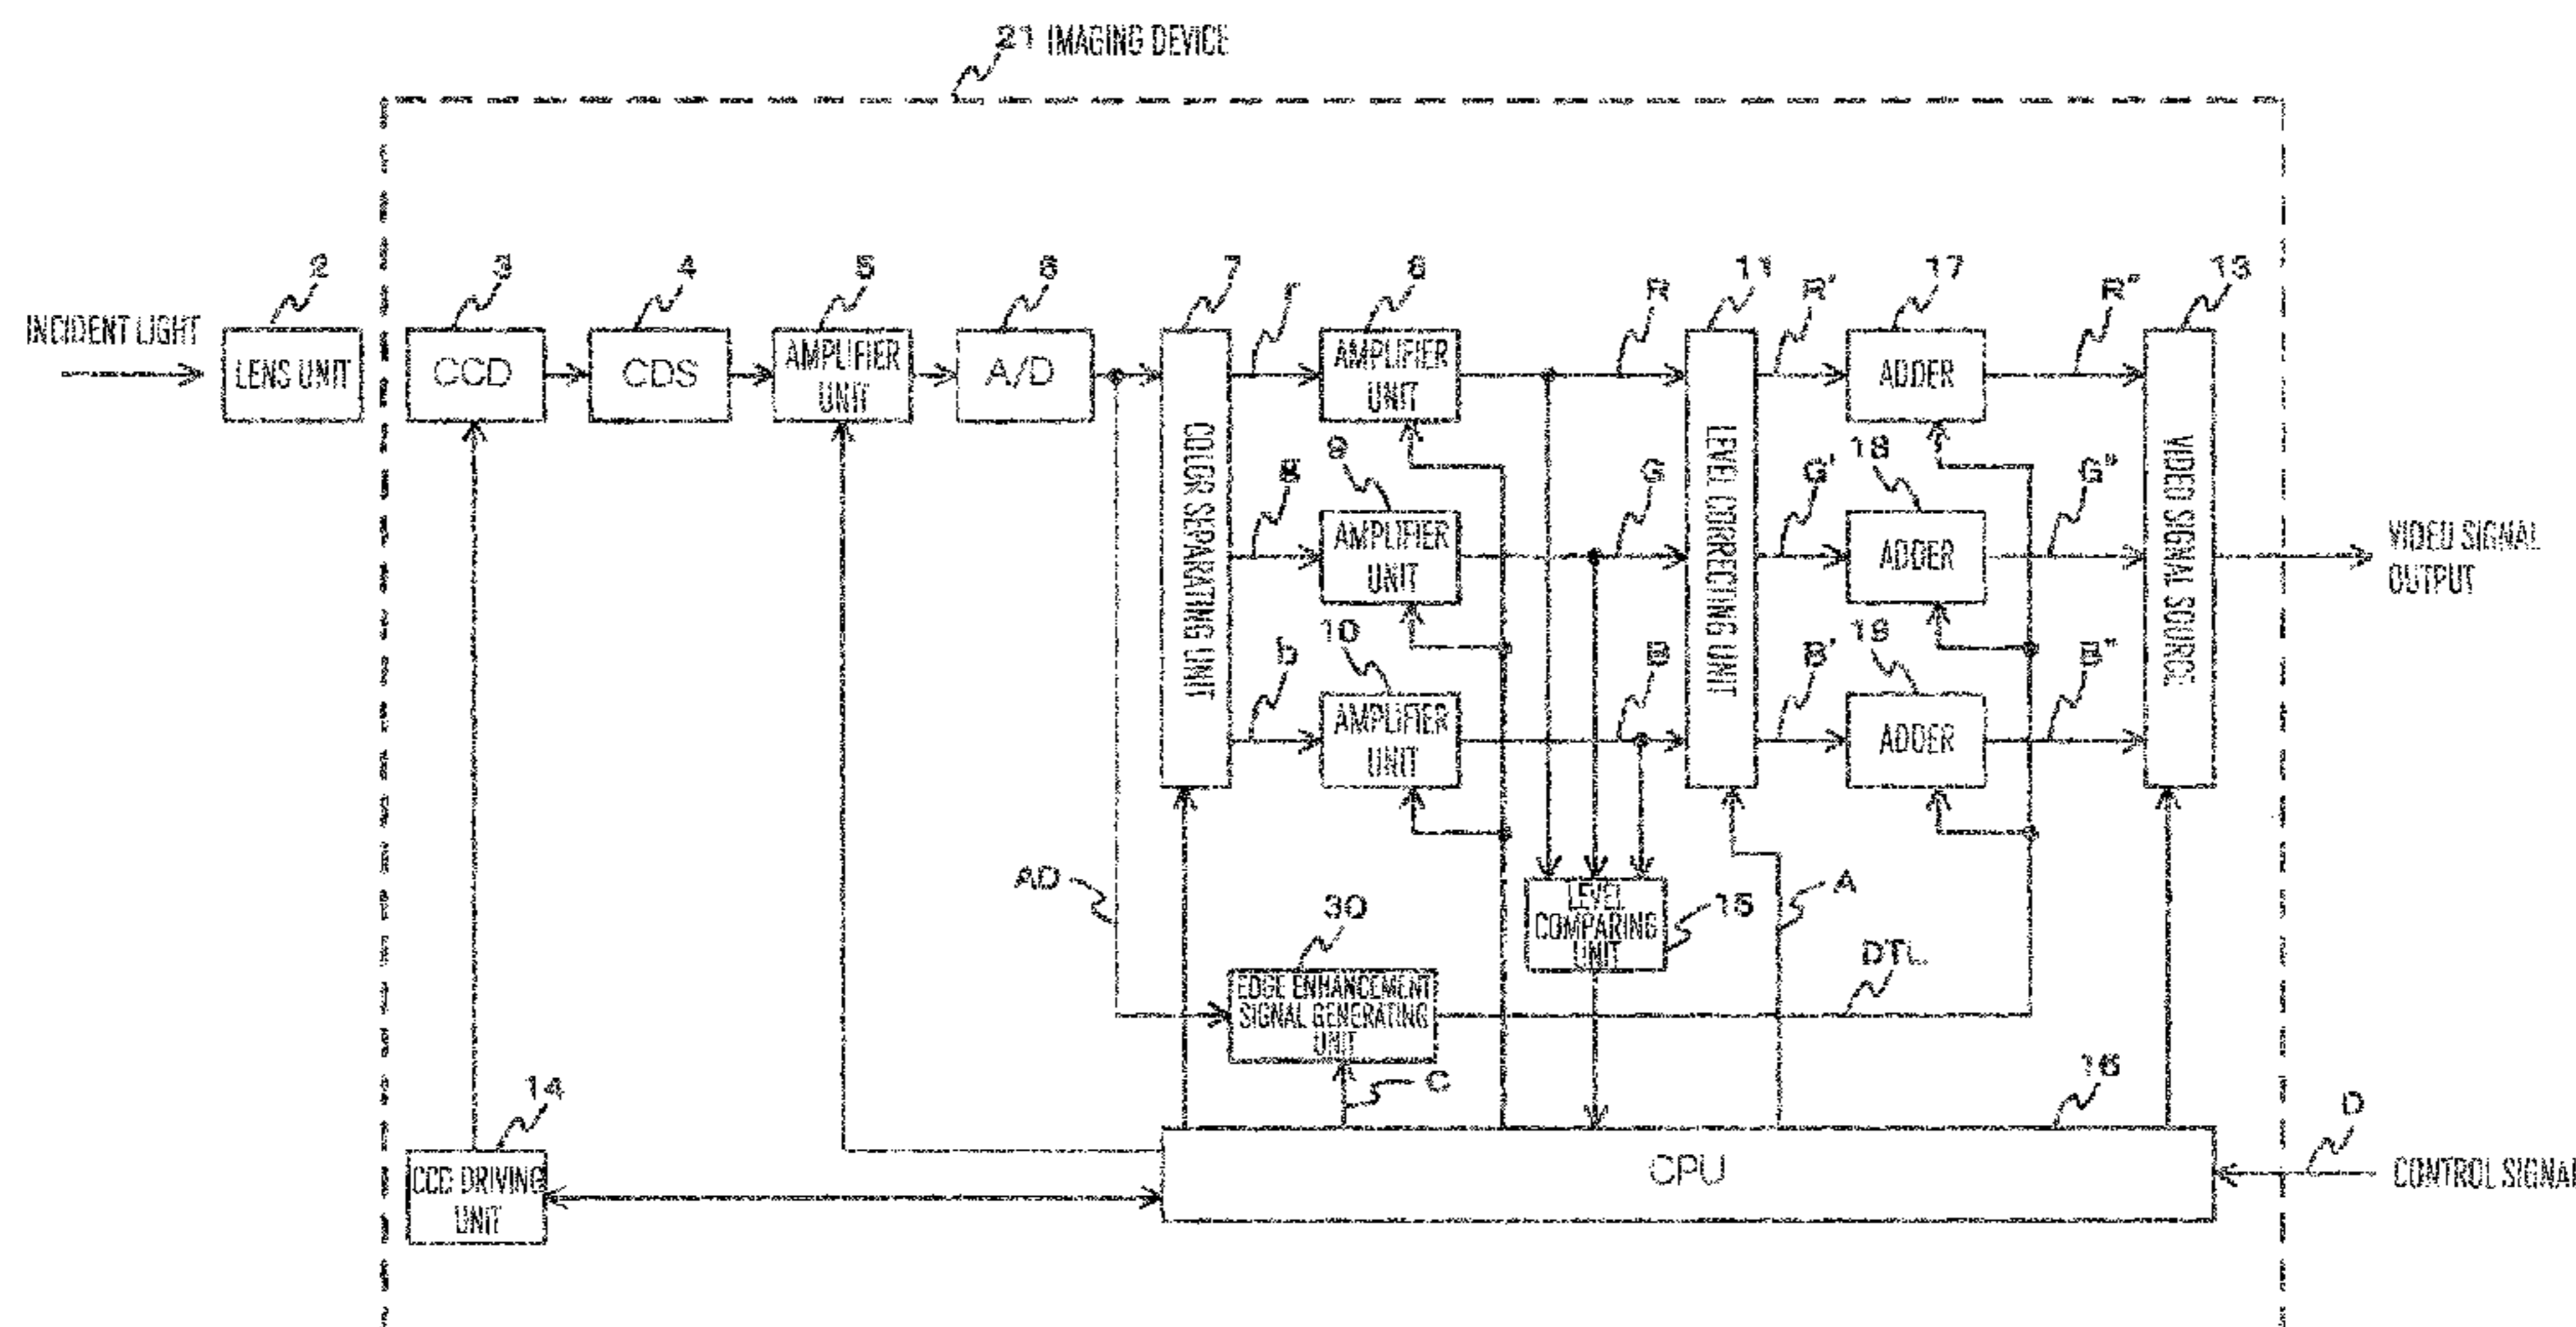 21 IMAGING DEVICE
2
3
4
5
6
7
r
8
R
11
R'
17
R"
13
INCIDENT LIGHT
LENS UNIT
CCD
CDS
AMPLIFIER
UNIT
A/D
COLOR SEPARATING UNIT
AMPLIFIER
UNIT
LEVEL CORRECTING UNIT
ADDER
VIDEO SIGNAL SOURCE
g
9
G
G'
18
G"
AMPLIFIER
UNIT
ADDER
VIDEO SIGNAL
OUTPUT
b
10
B
B'
19
B"
AMPLIFIER
UNIT
ADDER
AD
30
LEVEL
COMPARING
UNIT
15
A
EDGE ENHANCEMENT
SIGNAL GENERATING
UNIT
DTL
C
14
16
D
CCD DRIVING
UNIT
CPU
CONTROL SIGNAL